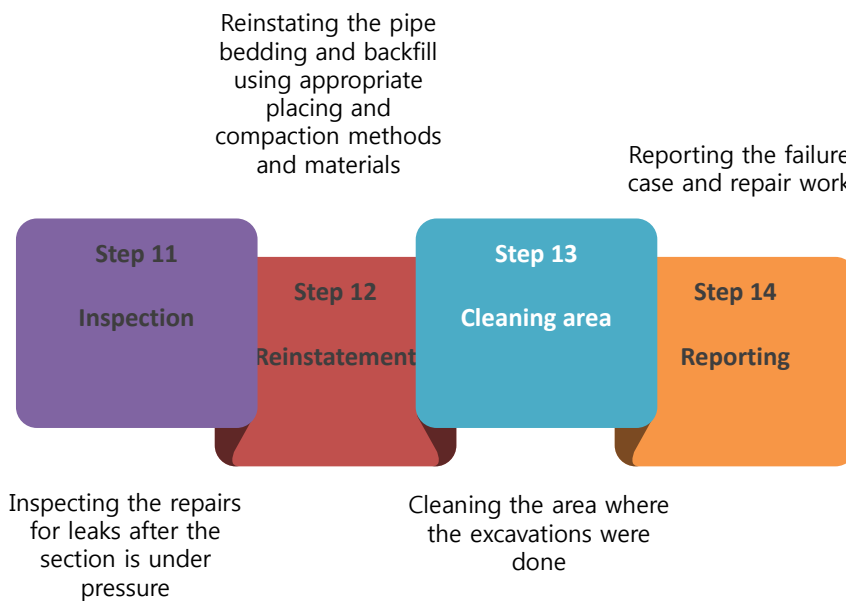 Reinstating the pipe
bedding and backfill
using appropriate
placing and
compaction methods
and materials
Reporting the failure
case and repair work
Step 11
Inspection
Step 12
Reinstatement
Step 13
Cleaning area
Step 14
Reporting
Inspecting the repairs
for leaks after the
section is under
pressure
Cleaning the area where
the excavations were
done